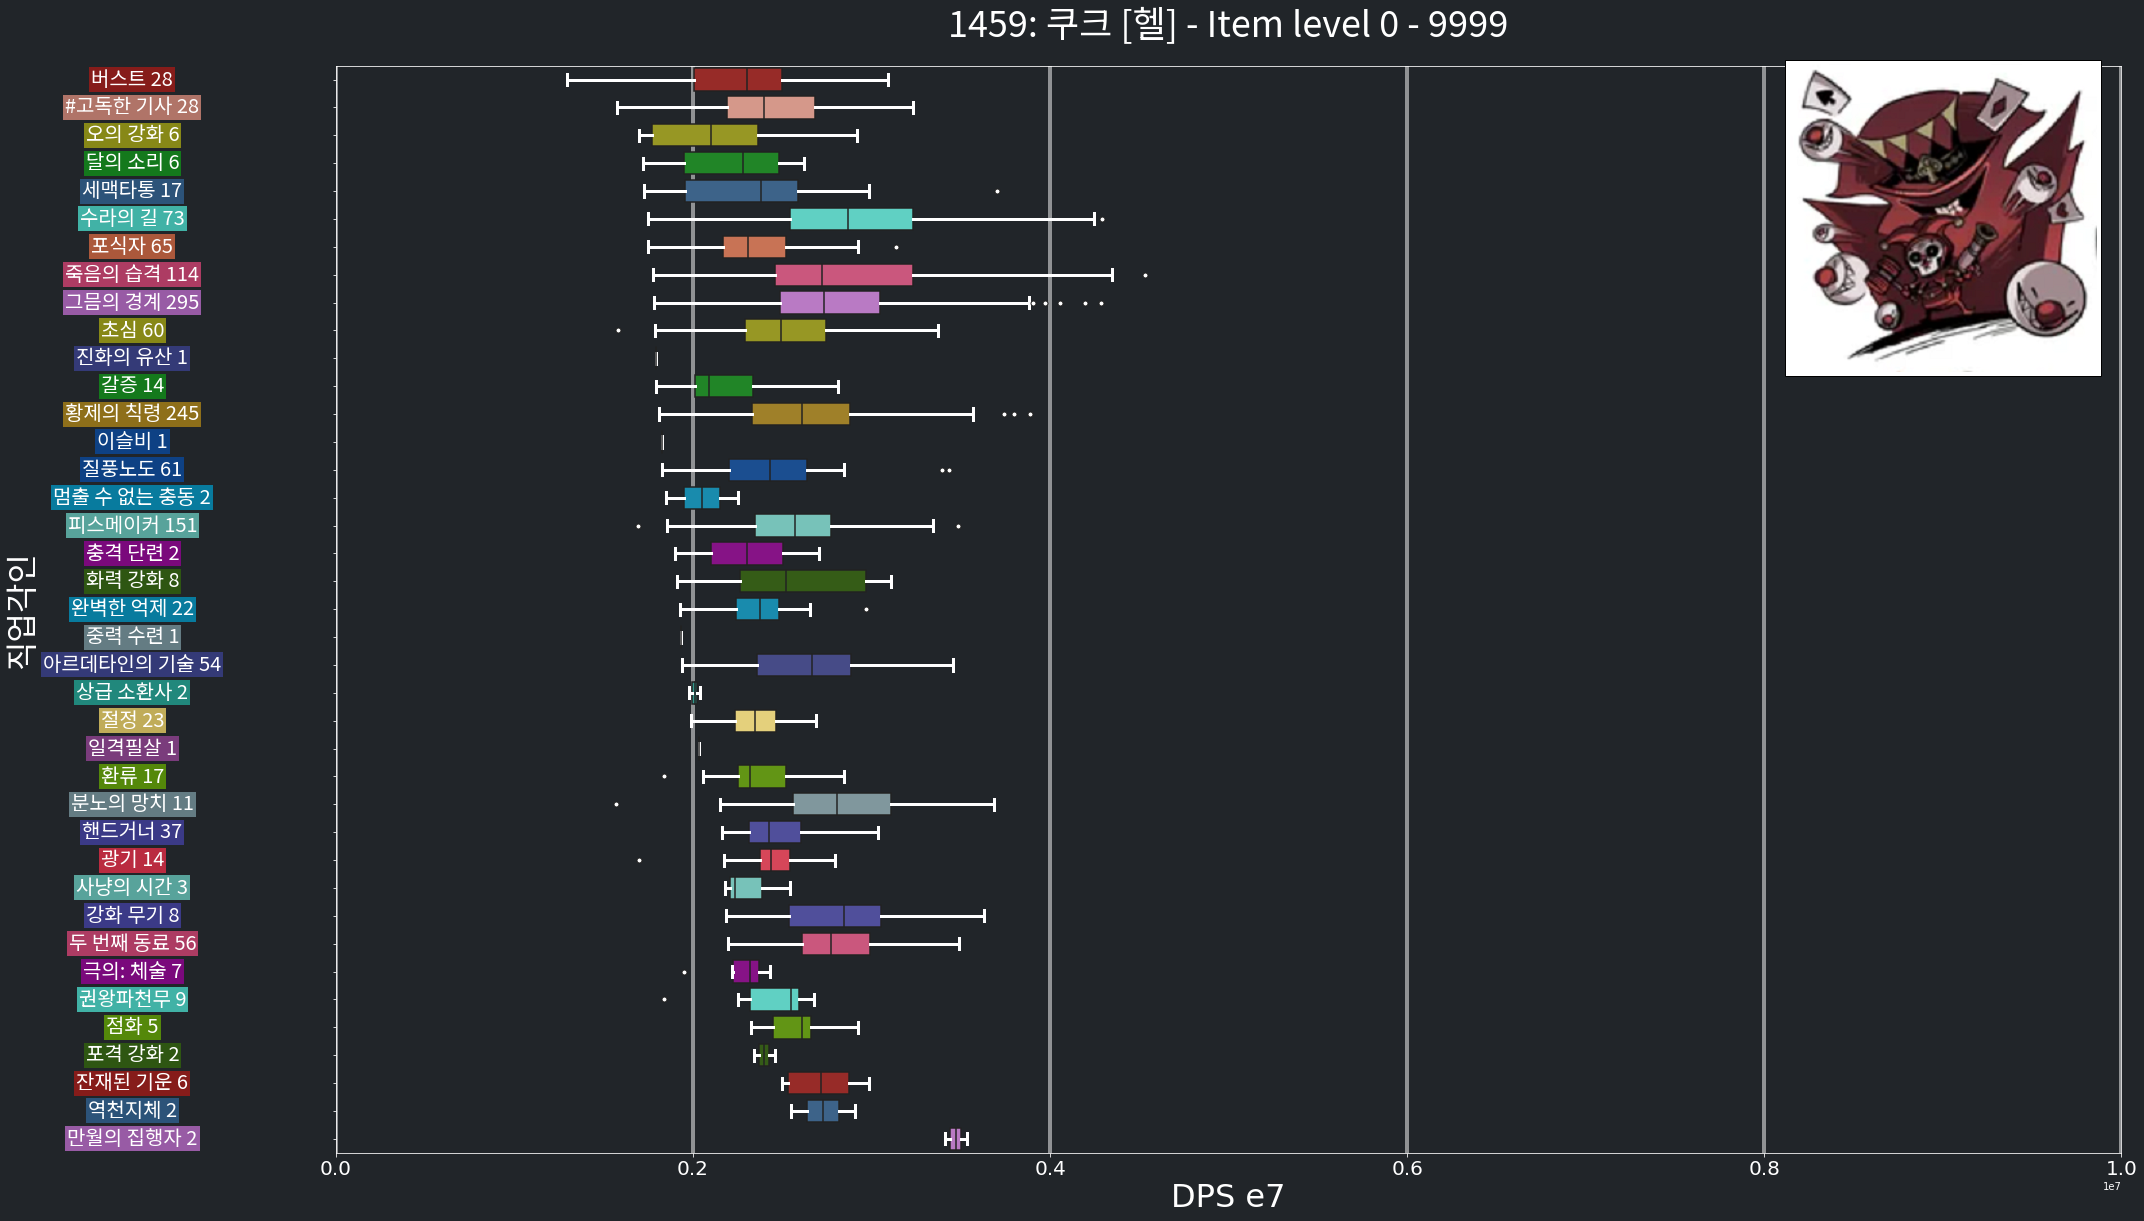 1459: 쿠크 [헬] - Item level 0 - 9999
직업각인
버스트 28
#고독한 기사 28
오의 강화 6
달의 소리 6
세맥타통 17
수라의 길 73
포식자 65
죽음의 습격 114
그믐의 경계 295
초심 60
진화의 유산 1
갈증 14
황제의 칙령 245
이슬비 1
질풍노도 61
멈출 수 없는 충동 2
피스메이커 151
충격 단련 2
화력 강화 8
완벽한 억제 22
중력 수련 1
아르데타인의 기술 54
상급 소환사 2
절정 23
일격필살 1
환류 17
분노의 망치 11
핸드거너 37
광기 14
사냥의 시간 3
강화 무기 8
두 번째 동료 56
극의: 체술 7
권왕파천무 9
점화 5
포격 강화 2
잔재된 기운 6
역천지체 2
만월의 집행자 2
0.0 0.2 0.4 0.6 0.8 1.0
1e7
DPS e7